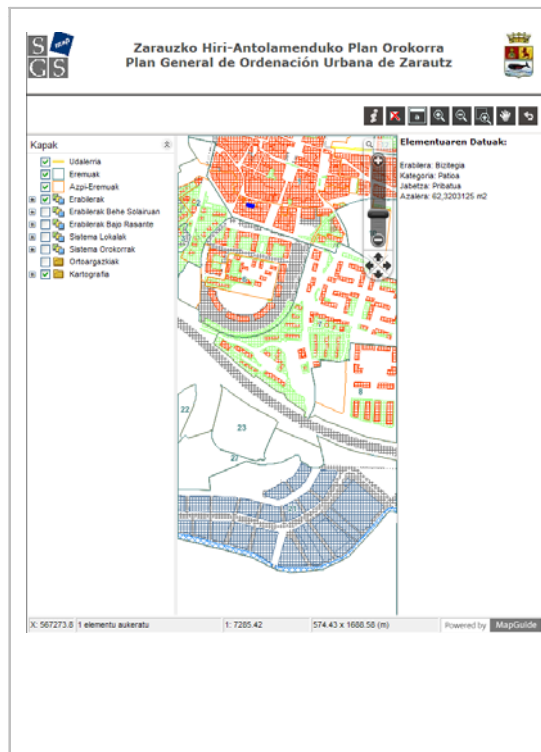 S
G S
Zarauzko Hiri-Antolamenduko Plan Orokorra
Plan General de Ordenación Urbana de Zarautz
Kapak
Udalerria
Eremuak
Azpi-Eremuak
Erabilerak
Erabilerak Behe Solairuan
Erabilerak Bajo Rasante
Sistema Lokalak
Sistema Orokorrak
Ortoargazkiak
Kartografia
Elementuaren Datuak:
Erabilera: Bizitegia
Kategoria: Patioa
Jabetza: Pribatua
Azalera: 62,3203125 m2
8
22
23
27
X: 567273.8 1 elementu aukeratu 1: 7285.42 574.43 x 1688.58 (m) Powered by MapGuide